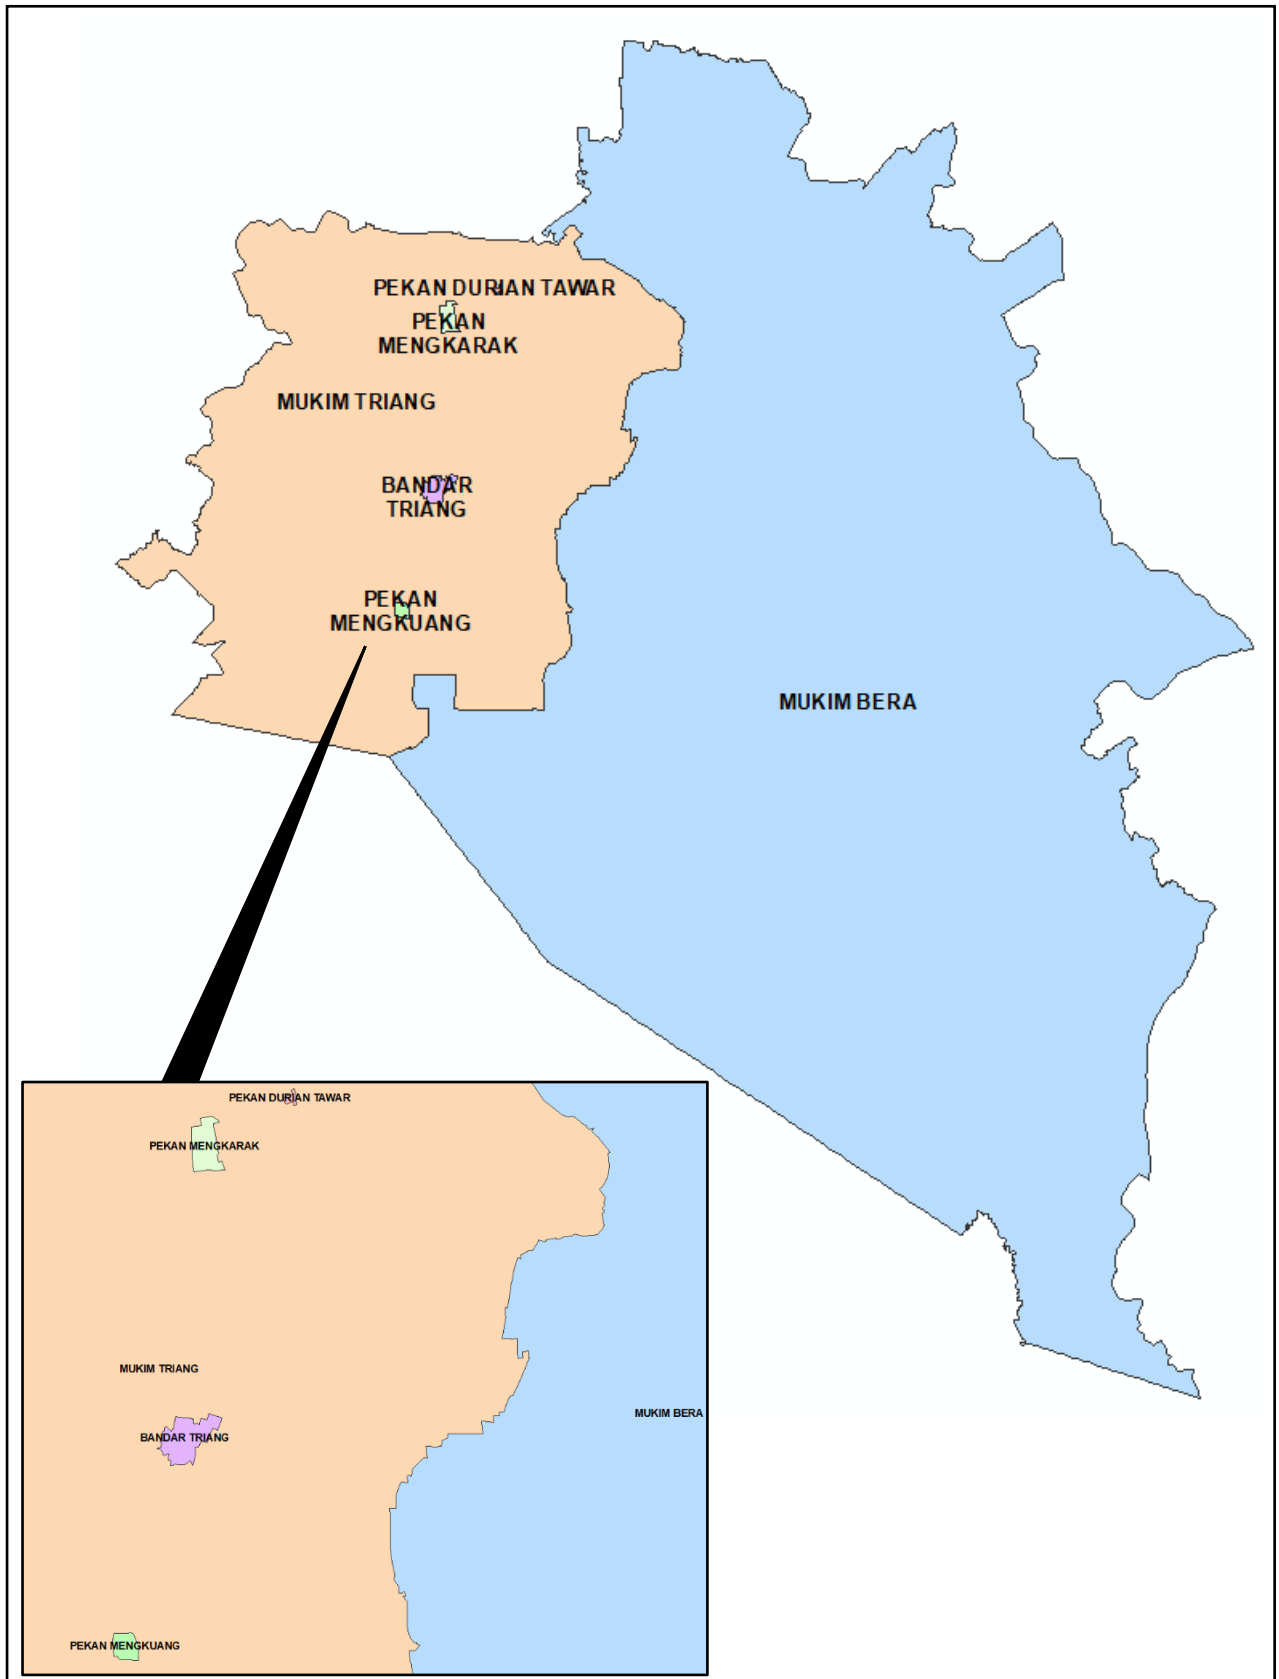 PEKAN DURIAN TAWAR
PEKAN
MENGKARAK
MUKIM TRIANG
BANDAR
TRIANG
PEKAN
MENGKUANG
MUKIM BERA
PEKAN DURIAN TAWAR
PEKAN MENGKARAK
MUKIM TRIANG
MUKIM BERA
BANDAR TRIANG
PEKAN MENGKUANG